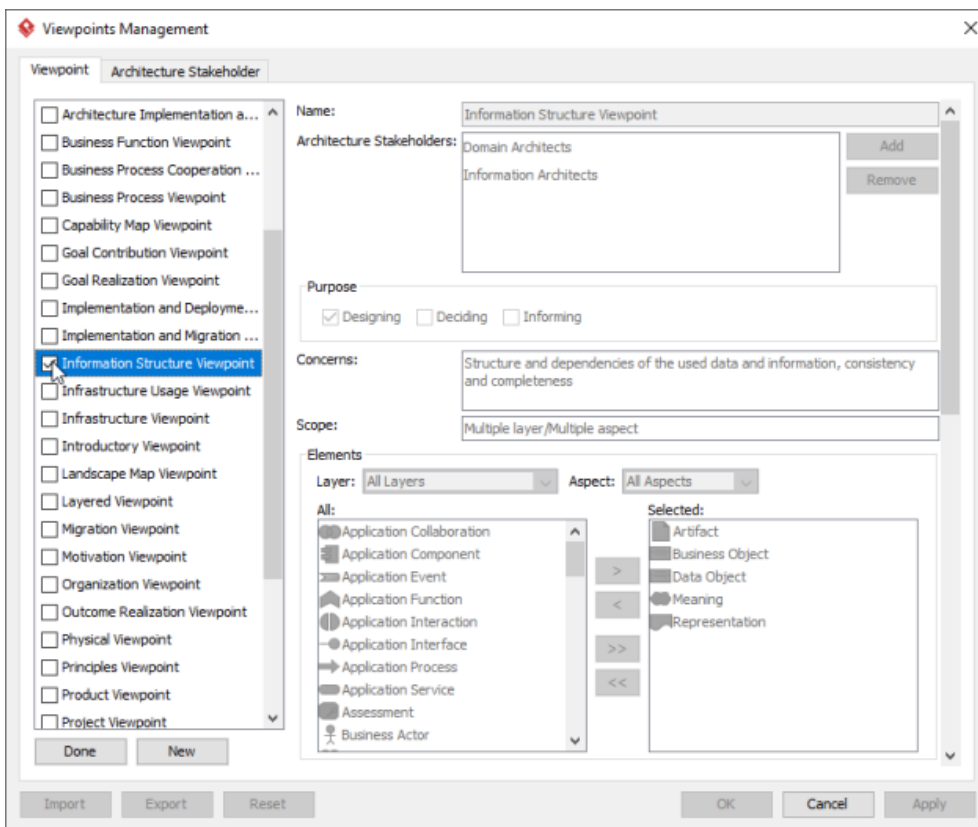 Viewpoints Management
Viewpoint
Architecture Stakeholder
Architecture Implementation a...
Business Function Viewpoint
Business Process Cooperation ...
Business Process Viewpoint
Capability Map Viewpoint
Goal Contribution Viewpoint
Goal Realization Viewpoint
Implementation and Deployme...
Implementation and Migration ...
Information Structure Viewpoint
Infrastructure Usage Viewpoint
Infrastructure Viewpoint
Introductory Viewpoint
Landscape Map Viewpoint
Layered Viewpoint
Migration Viewpoint
Motivation Viewpoint
Organization Viewpoint
Outcome Realization Viewpoint
Physical Viewpoint
Principles Viewpoint
Product Viewpoint
Project Viewpoint
Done
New
Name:
Information Structure Viewpoint
Architecture Stakeholders:
Domain Architects
Information Architects
Add
Remove
Purpose
Designing
Deciding
Informing
Concerns:
Structure and dependencies of the used data and information, consistency
and completeness
Scope:
Multiple layer/Multiple aspect
Elements
Layer:
All Layers
Aspect:
All Aspects
All:
Application Collaboration
Application Component
Application Event
Application Function
Application Interaction
Application Interface
Application Process
Application Service
Assessment
Business Actor
>
<
>>
<<
Selected:
Artifact
Business Object
Data Object
Meaning
Representation
Import
Export
Reset
OK
Cancel
Apply